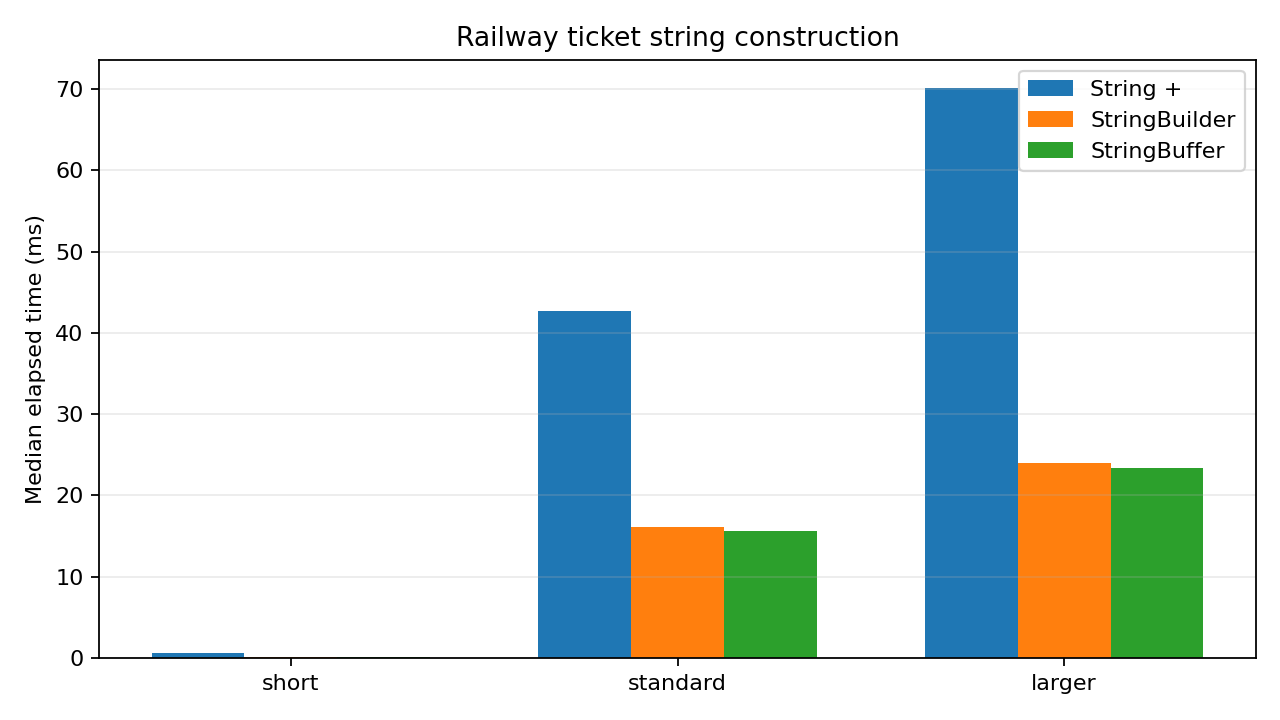 Railway ticket string construction
String +
StringBuilder
StringBuffer
Median elapsed time (ms)
70
60
50
40
30
20
10
0
short
standard
larger